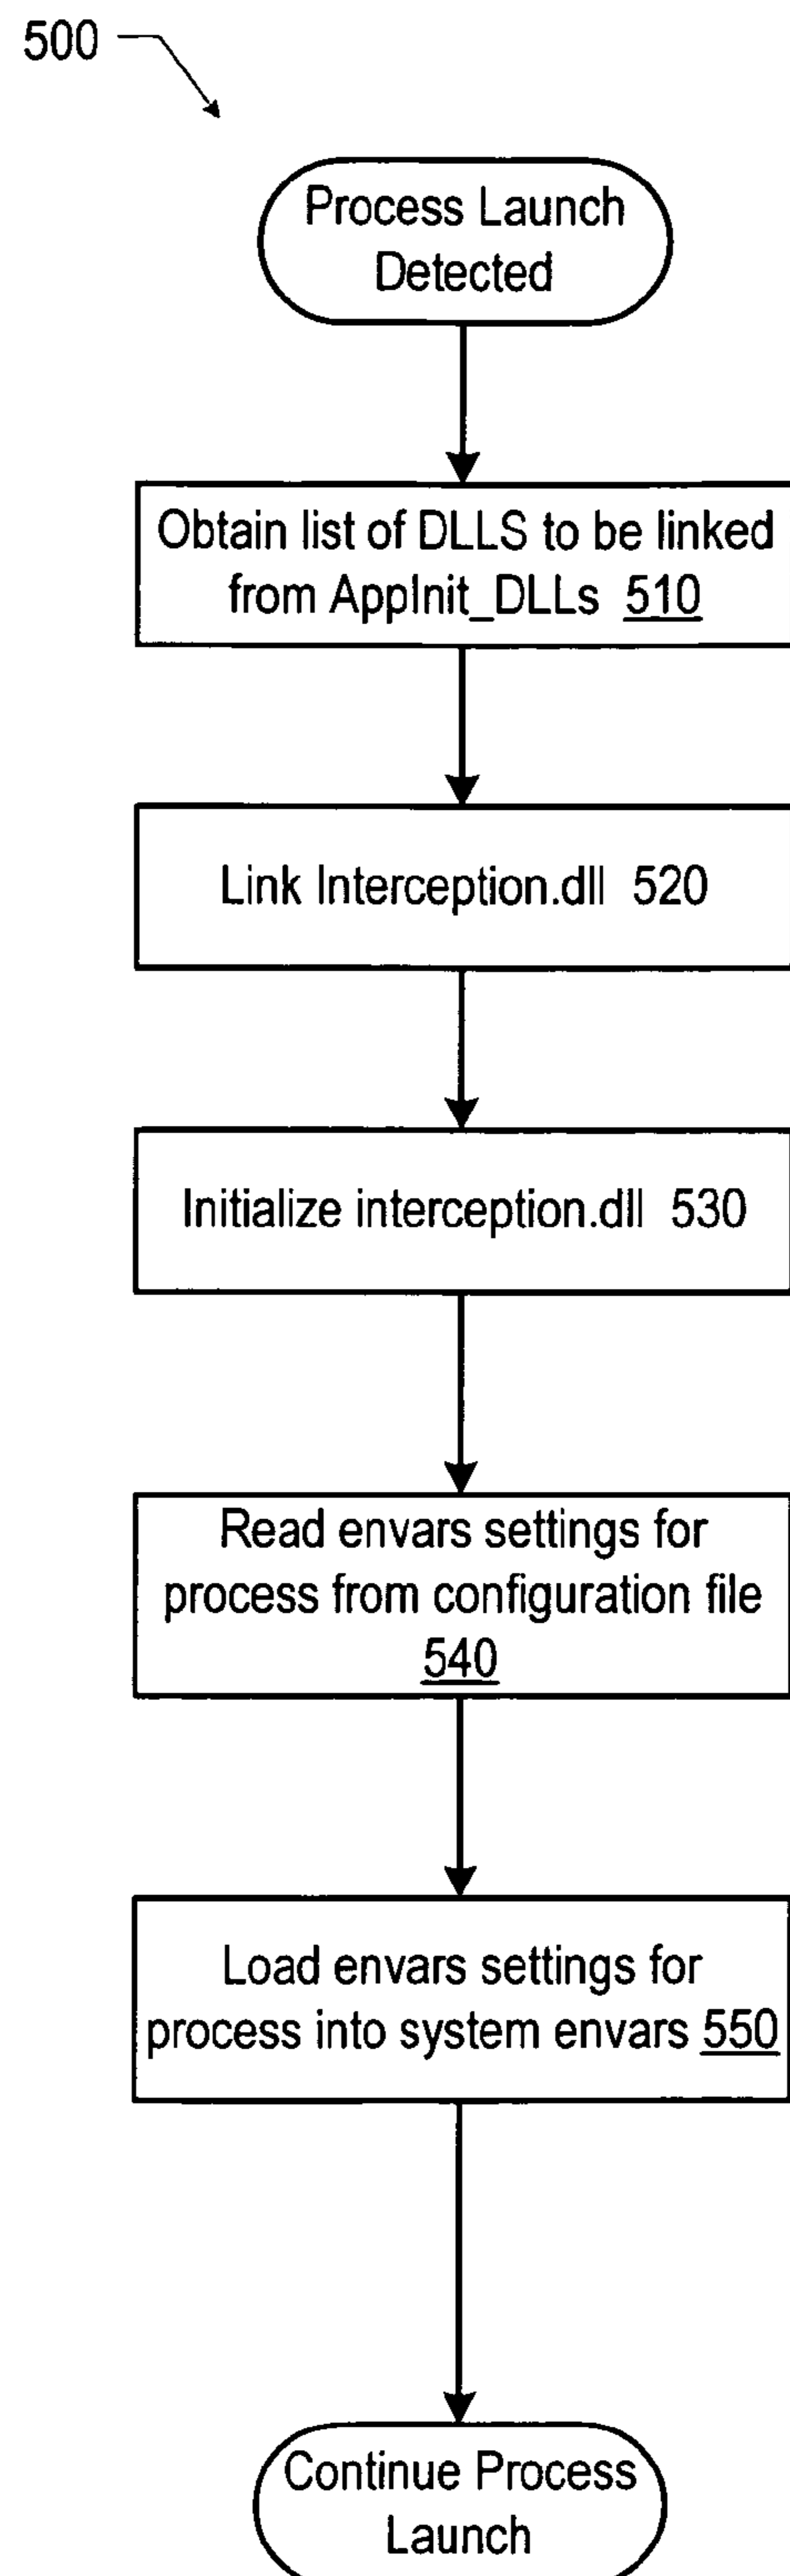 500
Process Launch
Detected
Obtain list of DLLS to be linked
from AppInit_DLLs 510
Link Interception.dll 520
Initialize interception.dll 530
Read envars settings for
process from configuration file
540
Load envars settings for
process into system envars 550
Continue Process
Launch